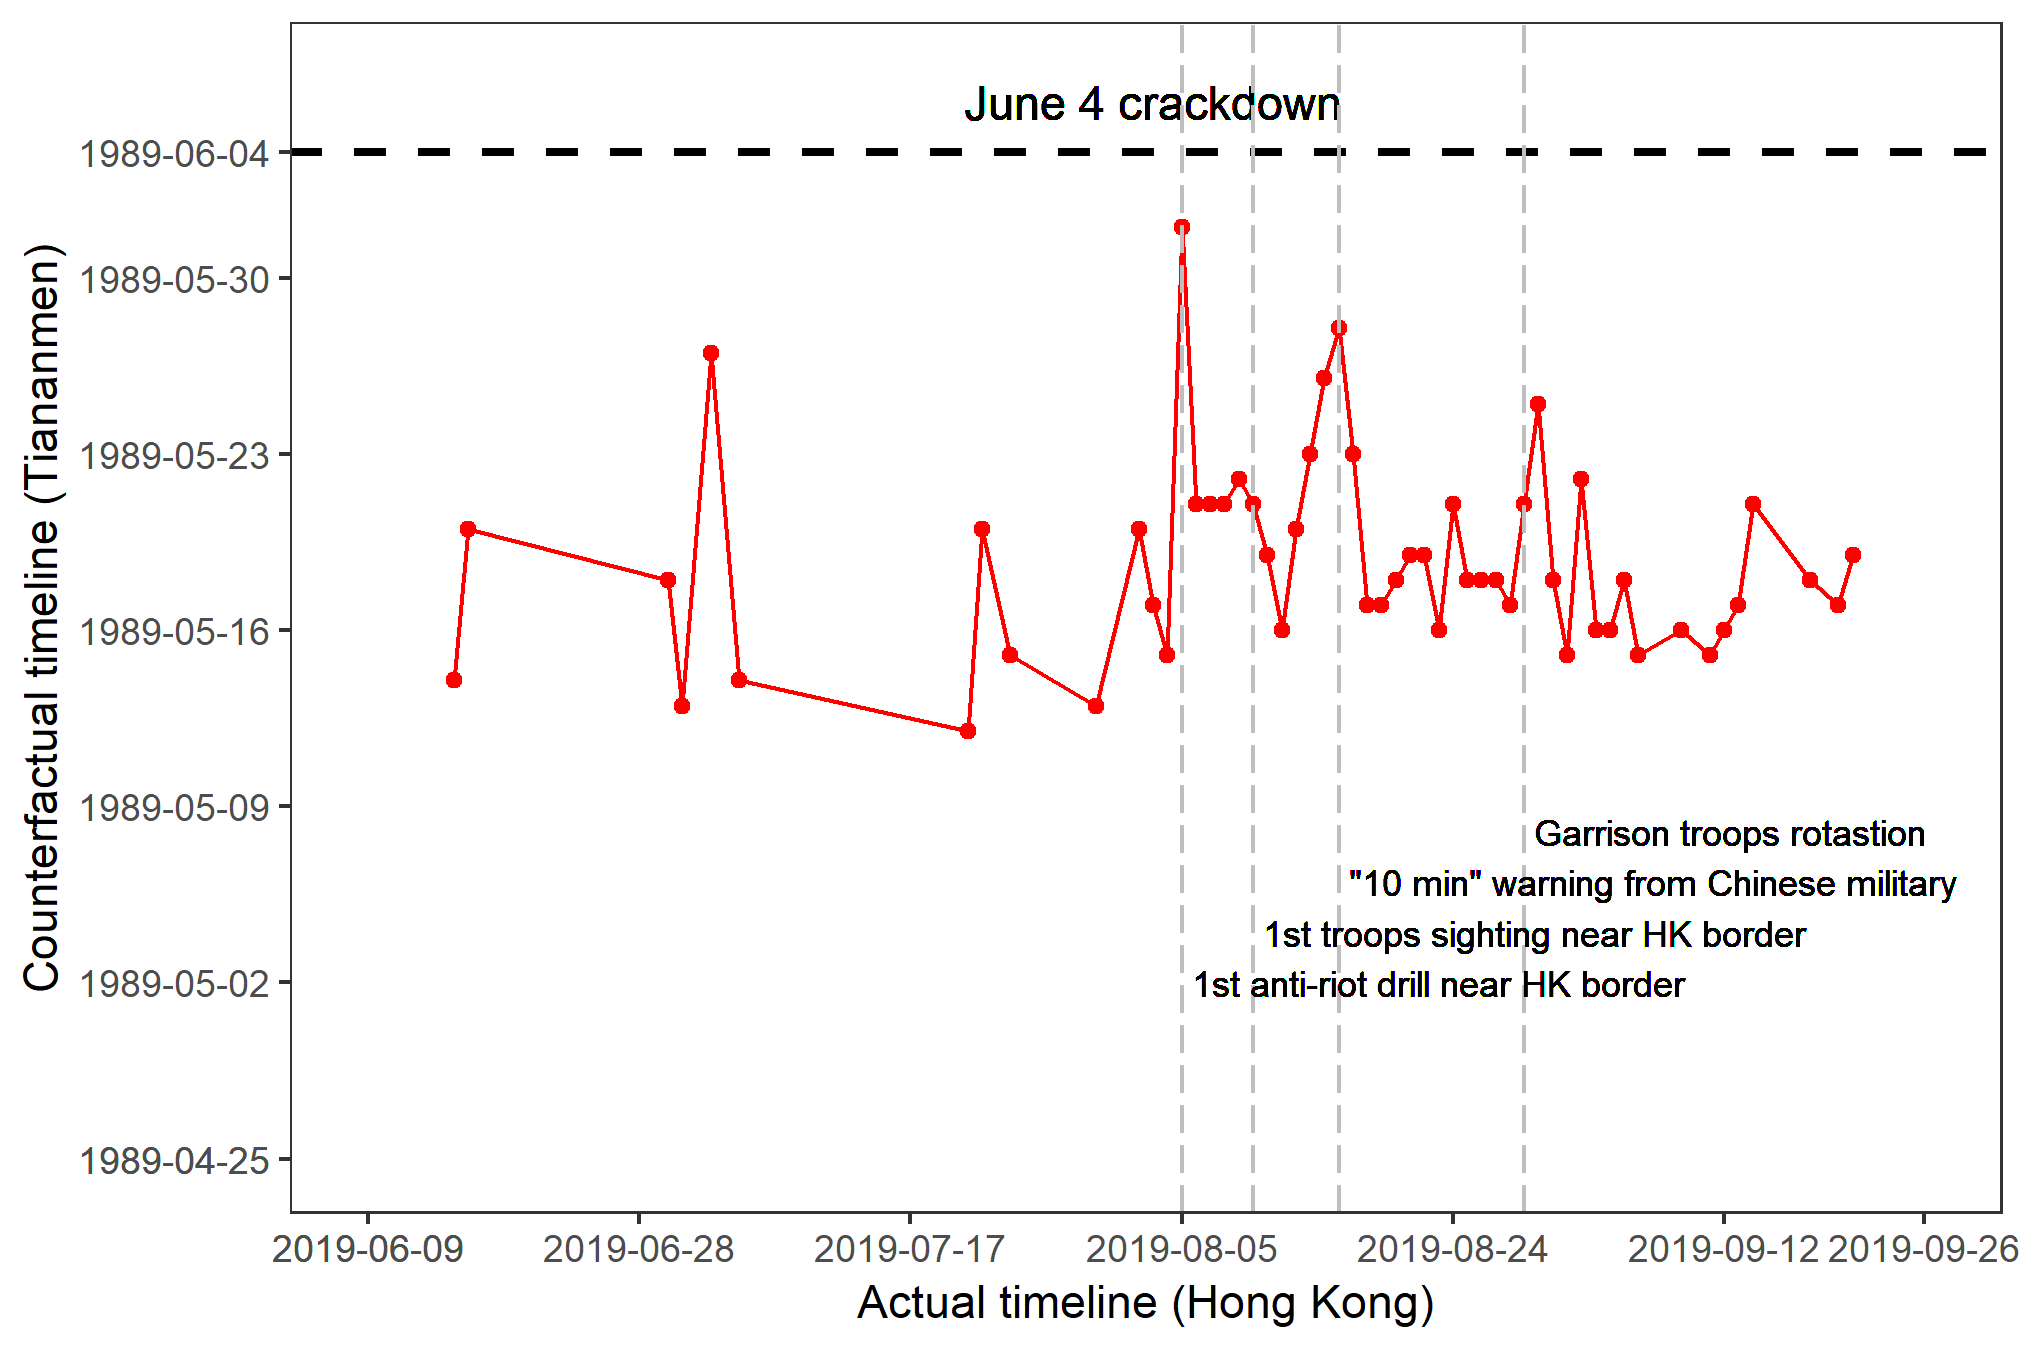 June 4 crackdown
1989-06-04
1989-05-30
1989-05-23
1989-05-16
1989-05-09
1989-05-02
1989-04-25
Counterfactual timeline (Tiananmen)
Garrison troops rotastion
"10 min" warning from Chinese military
1st troops sighting near HK border
1st anti-riot drill near HK border
2019-06-09 2019-06-28 2019-07-17 2019-08-05 2019-08-24 2019-09-12 2019-09-26
Actual timeline (Hong Kong)